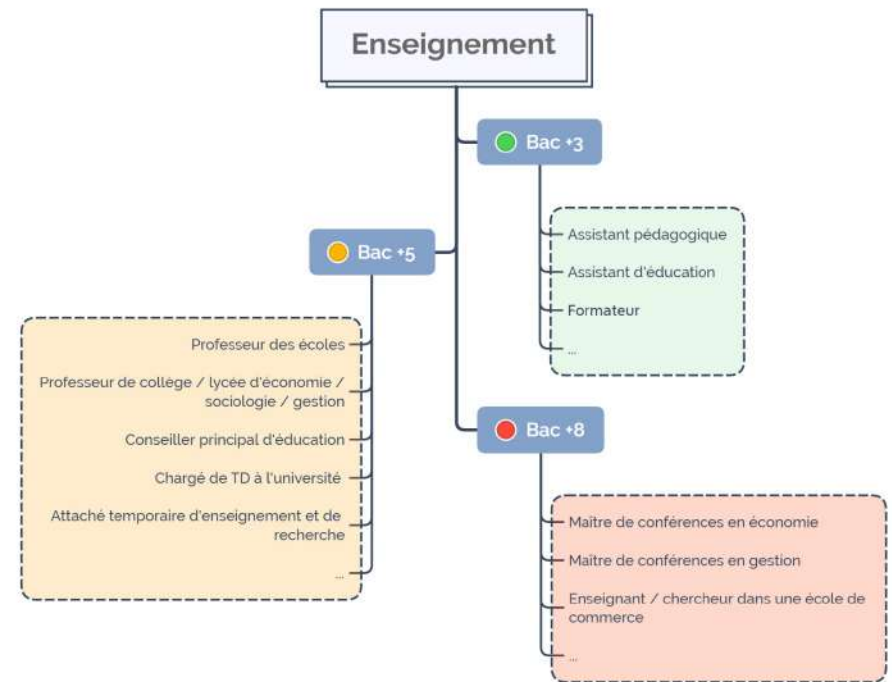 Enseignement
Bac +3
Assistant pédagogique
Assistant d'éducation
Formateur
...
Bac +5
Professeur des écoles
Professeur de collège / lycée d'économie /
sociologie / gestion
Conseiller principal d'éducation
Chargé de TD à l'université
Attaché temporaire d'enseignement et de
recherche
...
Bac +8
Maître de conférences en économie
Maître de conférences en gestion
Enseignant / chercheur dans une école de
commerce
...